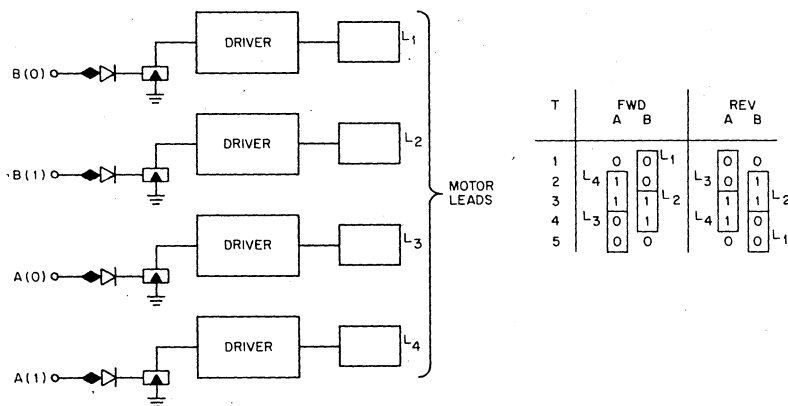 DRIVER
L1
B(0)
DRIVER
L2
B(1)
MOTOR
LEADS
DRIVER
L3
A(0)
DRIVER
L4
A(1)
T FWD REV
A B A B
1 0 0 L1 0 0
2 L4 1 0 L3 0 1
3 1 1 L2 1 1 L2
4 L3 0 1 L4 1 0
5 0 0 0 0 L1